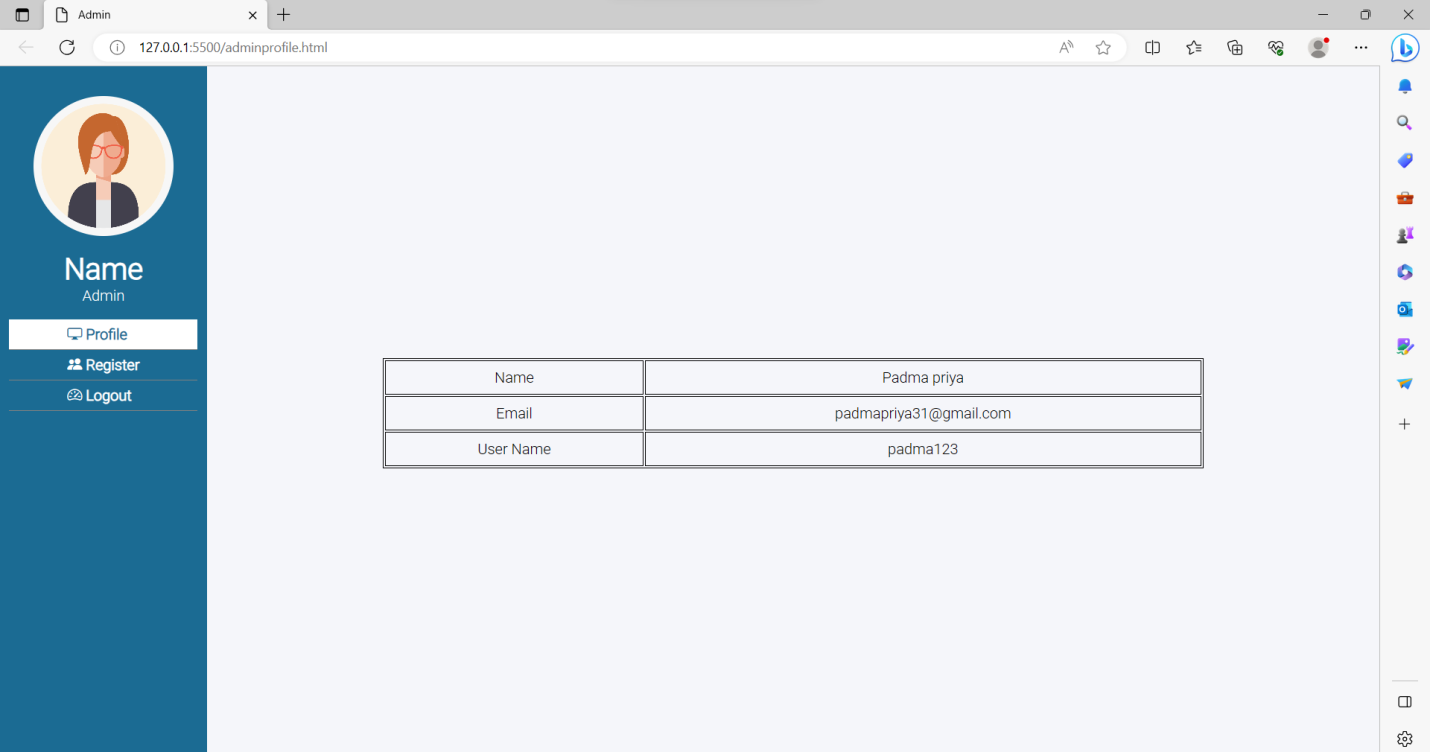 Admin
127.0.0.1:5500/adminprofile.html
Name
Admin
Profile
Register
Logout
Name Padma priya
Email padmapriya31@gmail.com
User Name padma123